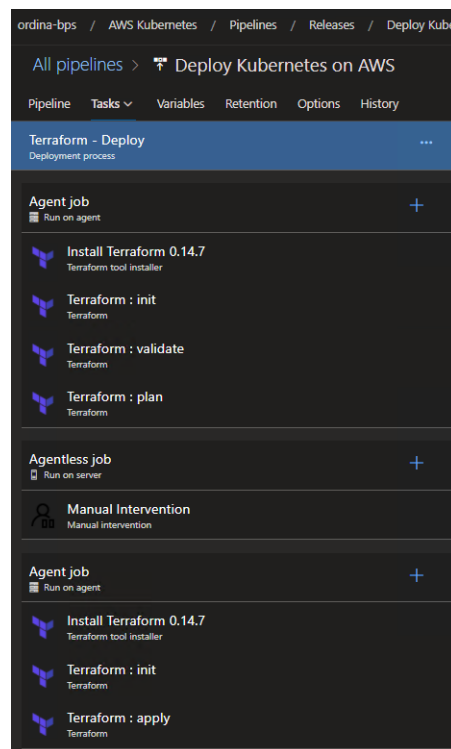 ordina-bps / AWS Kubernetes / Pipelines / Releases / Deploy Kube
All pipelines > Deploy Kubernetes on AWS
Pipeline Tasks Variables Retention Options History
Terraform - Deploy ...
Deployment process
Agent job +
Run on agent
Install Terraform 0.14.7
Terraform tool installer
Terraform : init
Terraform
Terraform : validate
Terraform
Terraform : plan
Terraform
Agentless job +
Run on server
Manual Intervention
Manual intervention
Agent job +
Run on agent
Install Terraform 0.14.7
Terraform tool installer
Terraform : init
Terraform
Terraform : apply
Terraform